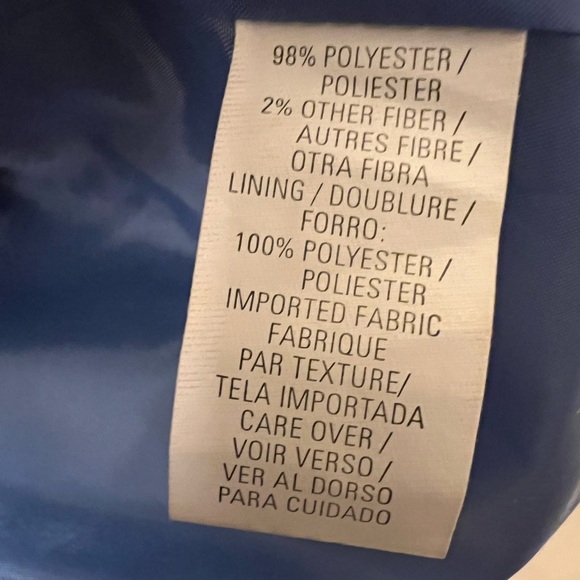 98% POLYESTER /
POLIESTER
2% OTHER FIBER /
AUTRES FIBRE /
OTRA FIBRA
LINING / DOUBLURE /
FORRO:
100% POLYESTER /
POLIESTER
IMPORTED FABRIC
FABRIQUE
PAR TEXTURE/
TELA IMPORTADA
CARE OVER /
VOIR VERSO /
VER AL DORSO
PARA CUIDADO